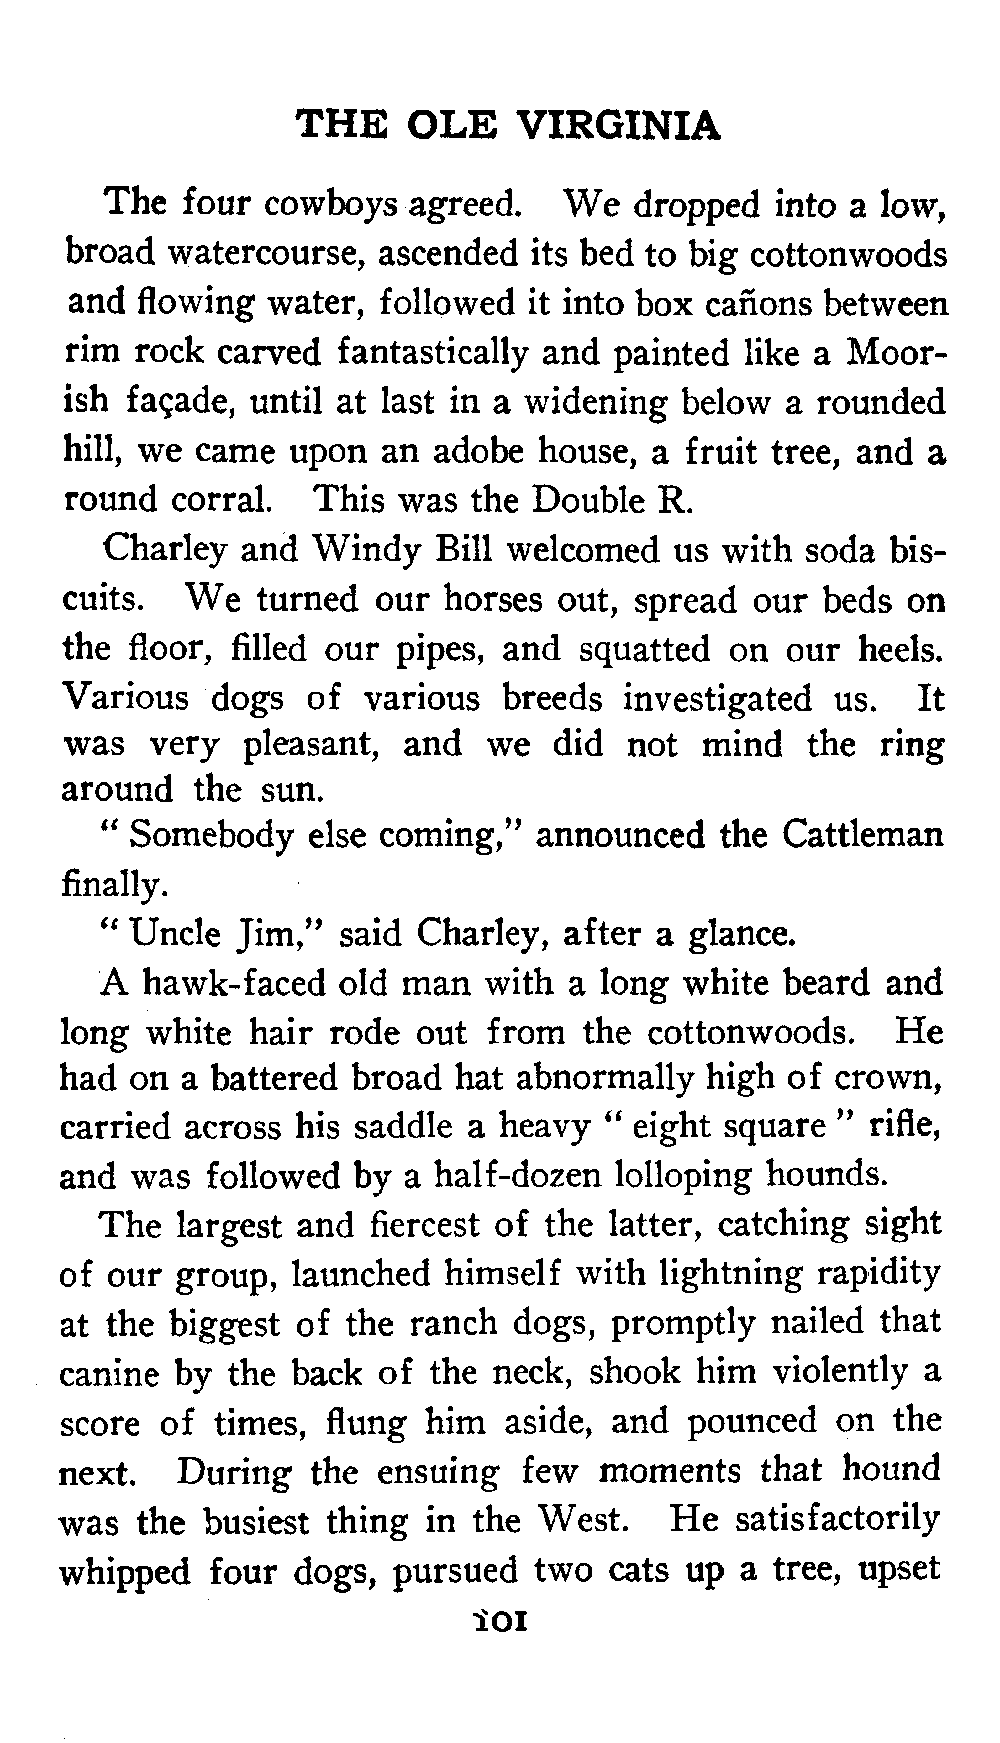 THE OLE VIRGINIA
The four cowboys agreed. We dropped into a low,
broad watercourse, ascended its bed to big cottonwoods
and flowing water, followed it into box cañons between
rim rock carved fantastically and painted like a Moor-
ish façade, until at last in a widening below a rounded
hill, we came upon an adobe house, a fruit tree, and a
round corral. This was the Double R.
Charley and Windy Bill welcomed us with soda bis-
cuits. We turned our horses out, spread our beds on
the floor, filled our pipes, and squatted on our heels.
Various dogs of various breeds investigated us. It
was very pleasant, and we did not mind the ring
around the sun.
" Somebody else coming," announced the Cattleman
finally.
" Uncle Jim," said Charley, after a glance.
A hawk-faced old man with a long white beard and
long white hair rode out from the cottonwoods. He
had on a battered broad hat abnormally high of crown,
carried across his saddle a heavy " eight square " rifle,
and was followed by a half-dozen lolloping hounds.
The largest and fiercest of the latter, catching sight
of our group, launched himself with lightning rapidity
at the biggest of the ranch dogs, promptly nailed that
canine by the back of the neck, shook him violently a
score of times, flung him aside, and pounced on the
next. During the ensuing few moments that hound
was the busiest thing in the West. He satisfactorily
whipped four dogs, pursued two cats up a tree, upset
101